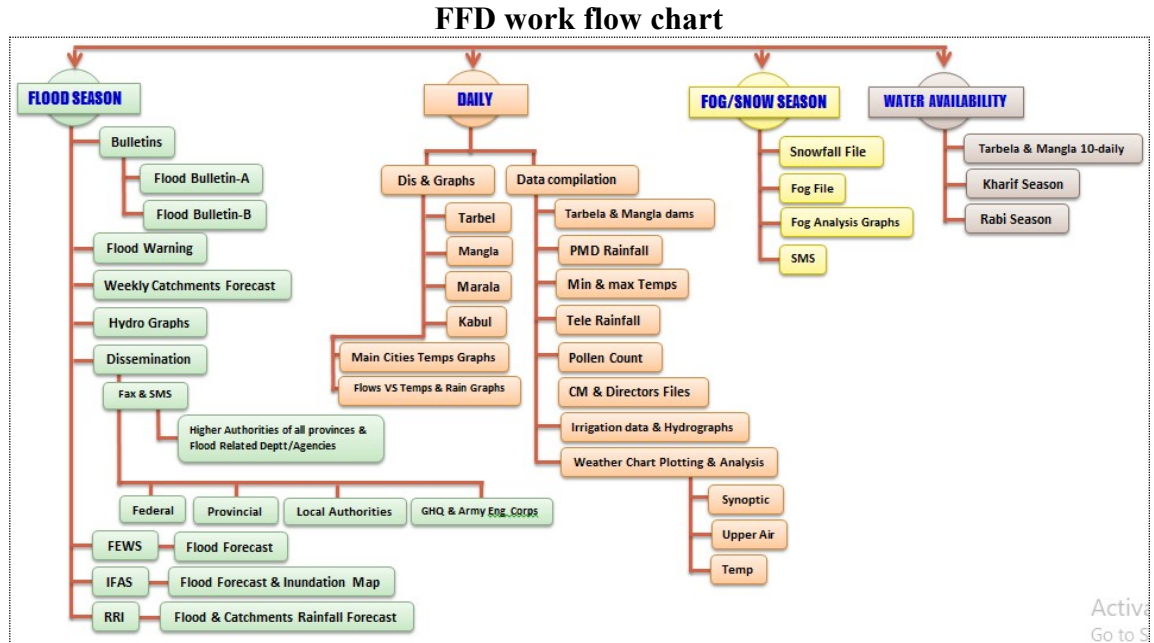 FFD work flow chart
FLOOD SEASON
Bulletins
Flood Bulletin-A
Flood Bulletin-B
Flood Warning
Weekly Catchments Forecast
Hydro Graphs
Dissemination
Fax & SMS
Higher Authorities of all provinces &
Flood Related Deptt/Agencies
Federal
Provincial
Local Authorities
GHQ & Army Eng. Corps
FEWS
Flood Forecast
IFAS
Flood Forecast & Inundation Map
RRI
Flood & Catchments Rainfall Forecast
DAILY
Dis & Graphs
Tarbel
Mangla
Marala
Kabul
Main Cities Temps Graphs
Flows VS Temps & Rain Graphs
Data compilation
Tarbela & Mangla dams
PMD Rainfall
Min & max Temps
Tele Rainfall
Pollen Count
CM & Directors Files
Irrigation data & Hydrographs
Weather Chart Plotting & Analysis
Synoptic
Upper Air
Temp
FOG/SNOW SEASON
Snowfall File
Fog File
Fog Analysis Graphs
SMS
WATER AVAILABILITY
Tarbela & Mangla 10-daily
Kharif Season
Rabi Season
Activa
Go to S